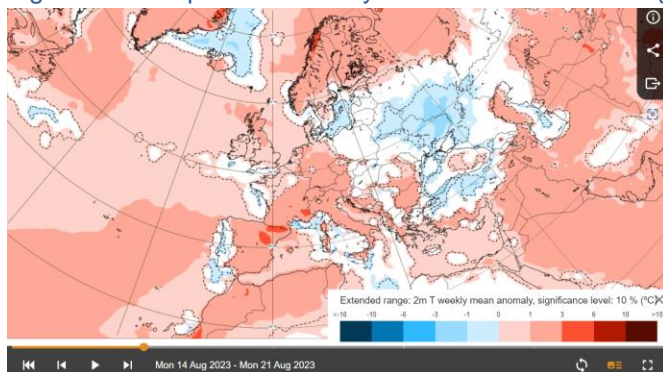 Extended range: 2m T weekly mean anomaly, significance level: 10 % (°C)
<-10 -10 -6 -3 -1 0 1 3 6 10 >10
Mon 14 Aug 2023 - Mon 21 Aug 2023